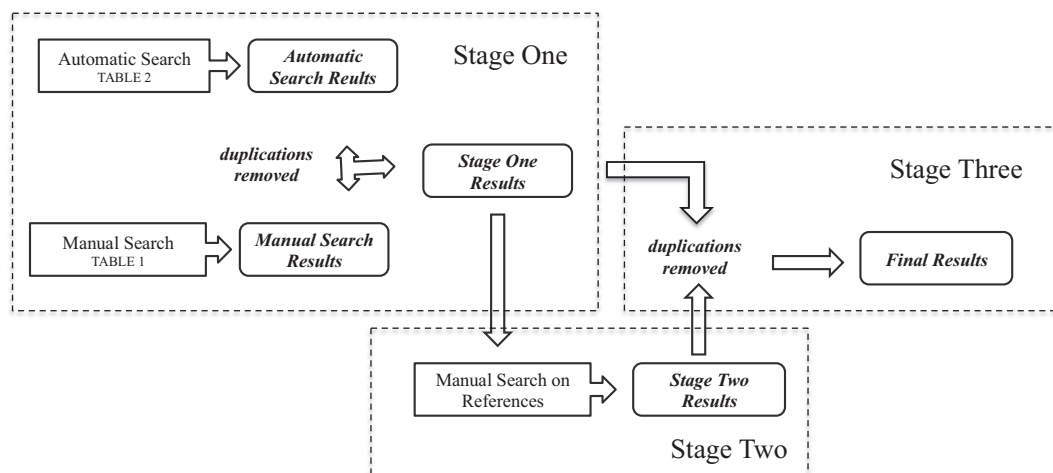 Stage One
Automatic Search
TABLE 2
Automatic
Search Reults
duplications
removed
Stage One
Results
Manual Search
TABLE 1
Manual Search
Results
Stage Three
duplications
removed
Final Results
Manual Search on
References
Stage Two
Results
Stage Two